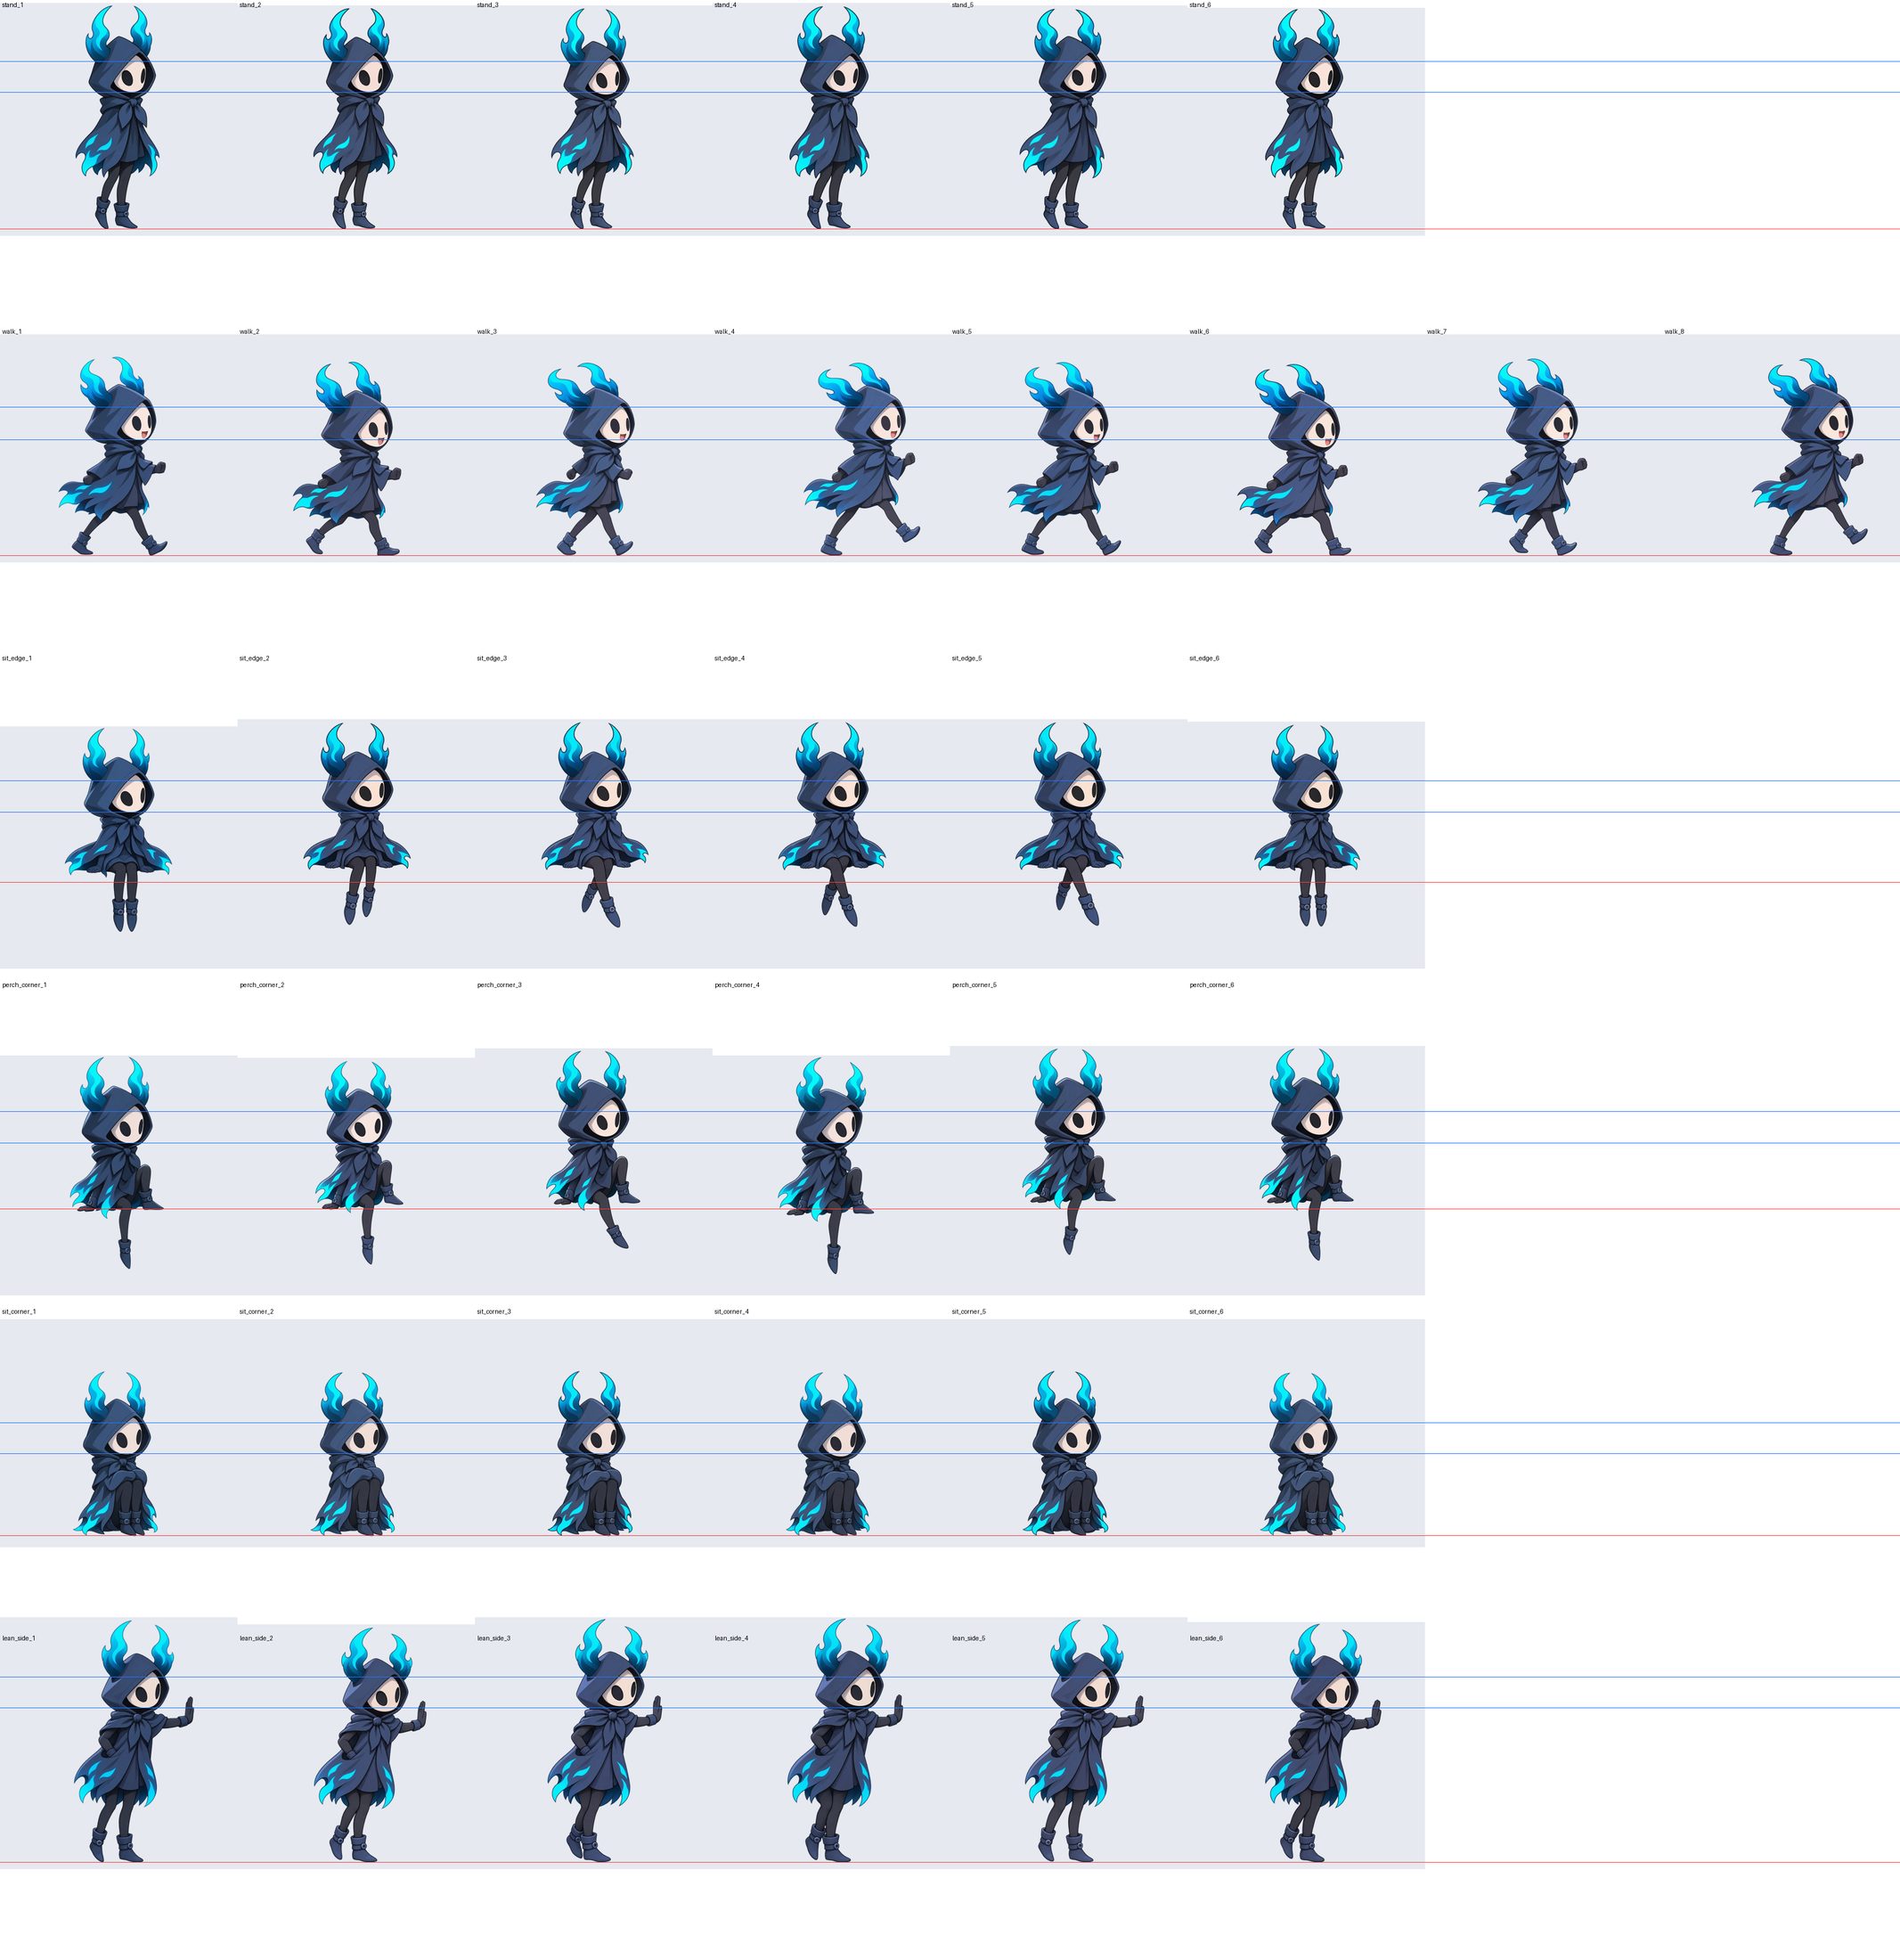 stand_1 stand_2 stand_3 stand_4 stand_5 stand_6
walk_1 walk_2 walk_3 walk_4 walk_5 walk_6 walk_7 walk_8
sit_edge_1 sit_edge_2 sit_edge_3 sit_edge_4 sit_edge_5 sit_edge_6
perch_corner_1 perch_corner_2 perch_corner_3 perch_corner_4 perch_corner_5 perch_corner_6
sit_corner_1 sit_corner_2 sit_corner_3 sit_corner_4 sit_corner_5 sit_corner_6
lean_side_1 lean_side_2 lean_side_3 lean_side_4 lean_side_5 lean_side_6